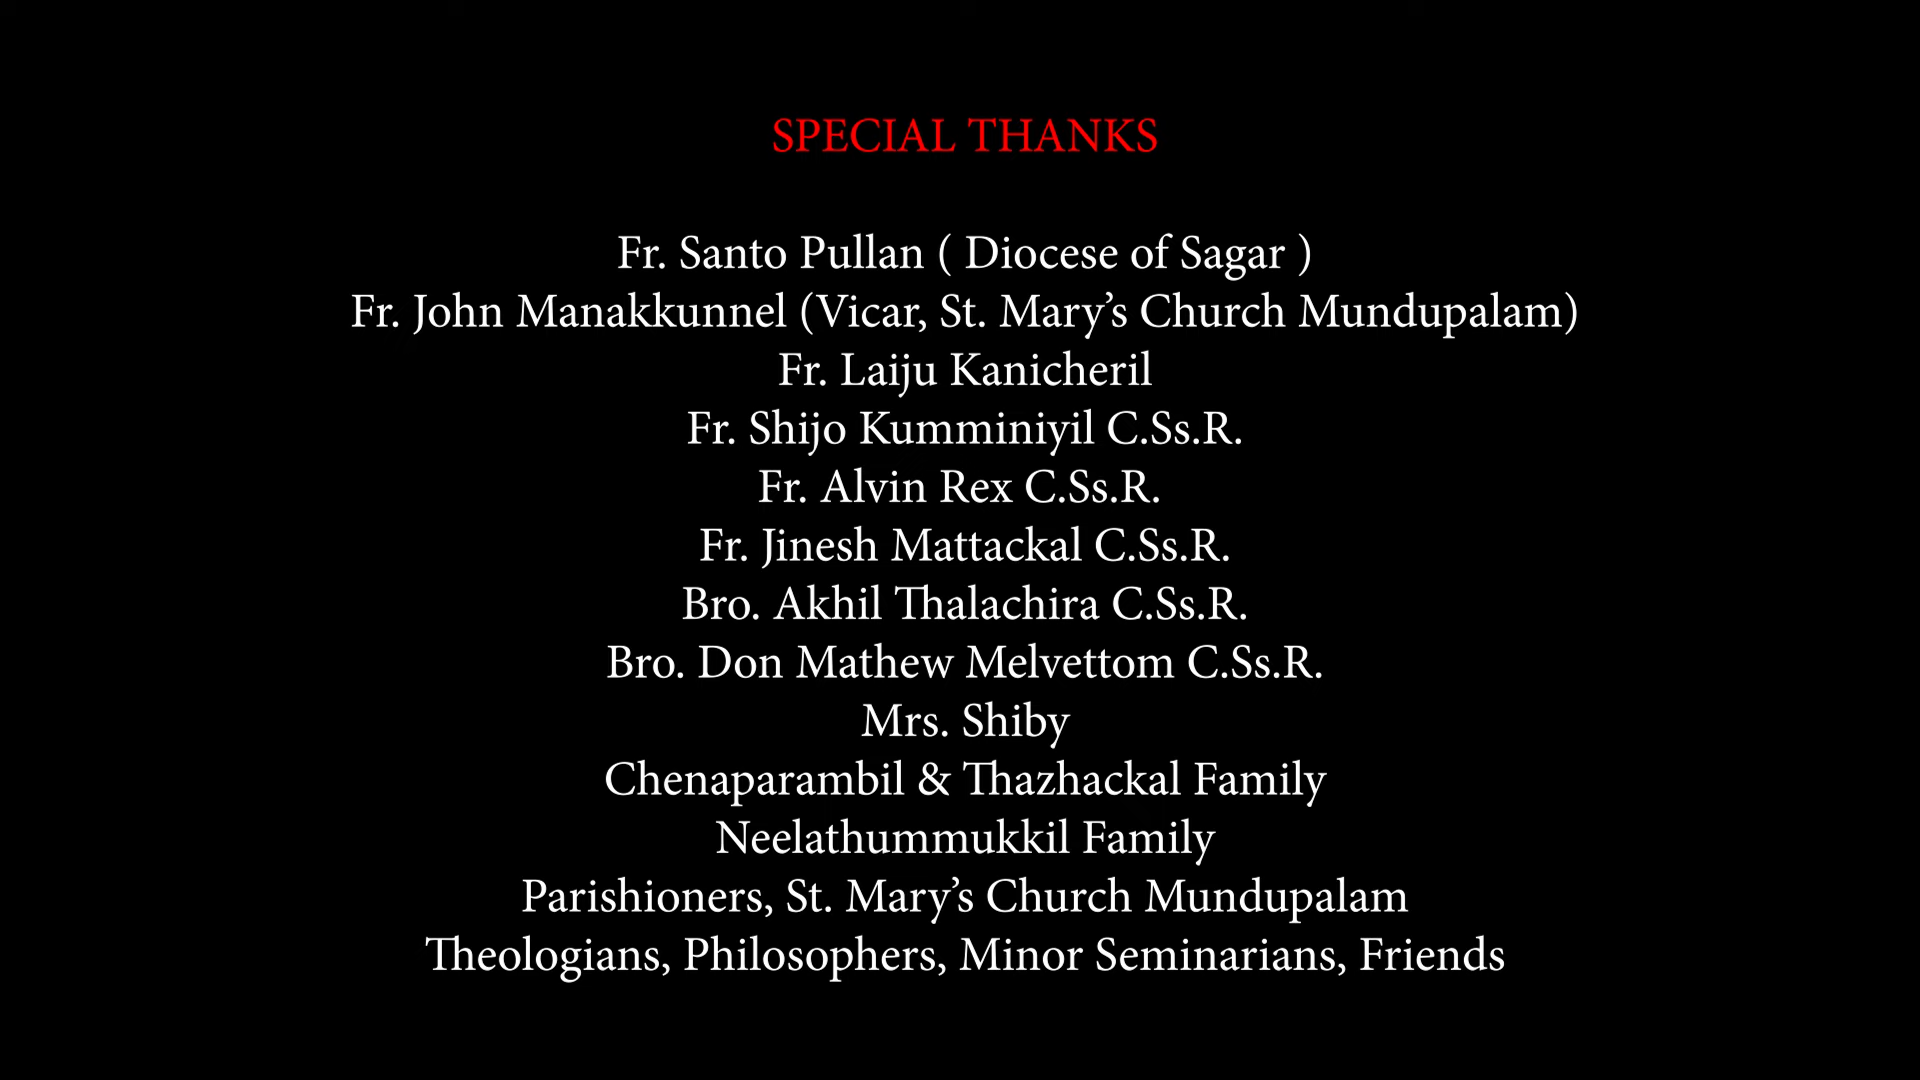 SPECIAL THANKS
Fr. Santo Pullan ( Diocese of Sagar )
Fr. John Manakkunnel (Vicar, St. Mary’s Church Mundupalam)
Fr. Laiju Kanicheril
Fr. Shijo Kumminiyil C.Ss.R.
Fr. Alvin Rex C.Ss.R.
Fr. Jinesh Mattackal C.Ss.R.
Bro. Akhil Thalachira C.Ss.R.
Bro. Don Mathew Melvettom C.Ss.R.
Mrs. Shiby
Chenaparambil & Thazhackal Family
Neelathummukkil Family
Parishioners, St. Mary’s Church Mundupalam
Theologians, Philosophers, Minor Seminarians, Friends